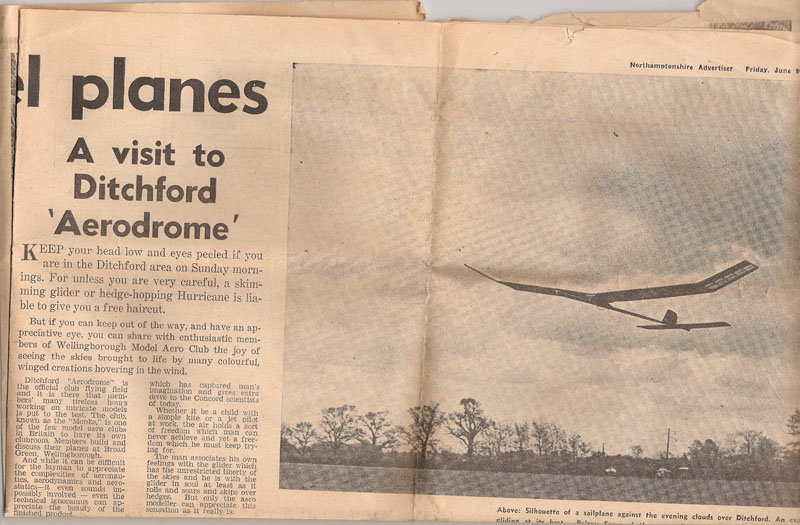 el planes
A visit to
Ditchford
'Aerodrome'
KEEP your head low and eyes peeled if you
are in the Ditchford area on Sunday morn-
ings. For unless you are very careful, a skim-
ming glider or hedge-hopping Hurricane is lia-
ble to give you a free haircut.
But if you can keep out of the way, and have an ap-
preciative eye, you can share with enthusiastic mem-
bers of Wellingborough Model Aero Club the joy of
seeing the skies brought to life by many colourful,
winged creations hovering in the wind.
Ditchford "Aerodrome" is
the official club flying field
and it is there that mem-
bers' many tireless hours
working on intricate models
is put to the test. The club,
known as the "Monks," is one
of the few model aero clubs
in Britain to have its own
clubroom. Members build and
discuss their planes at Broad
Green, Wellingborough.
And while it can be difficult
for the layman to appreciate
the complexities of aeronau-
tics, aerodynamics and aero-
statics—it even sounds im-
possibly involved — even the
technical ignoramus can ap-
preciate the beauty of the
finished product.
which has captured man's
imagination and gives extra
drive to the Concord scientists
of today.
Whether it be a child with
a simple kite or a jet pilot
at work, the air holds a sort
of freedom which man can
never achieve and yet a free-
dom which he must keep try-
ing for.
The man associates his own
feelings with the glider which
has the unrestricted liberty of
the skies and he is with the
glider in soul at least as it
rolls and soars and skips over
hedges. But only the aero
modeller can appreciate this
sensation as it really is.
Northamptonshire Advertiser Friday, June
Above: Silhouette of a sailplane against the evening clouds over Ditchford. An
gliding at its best.